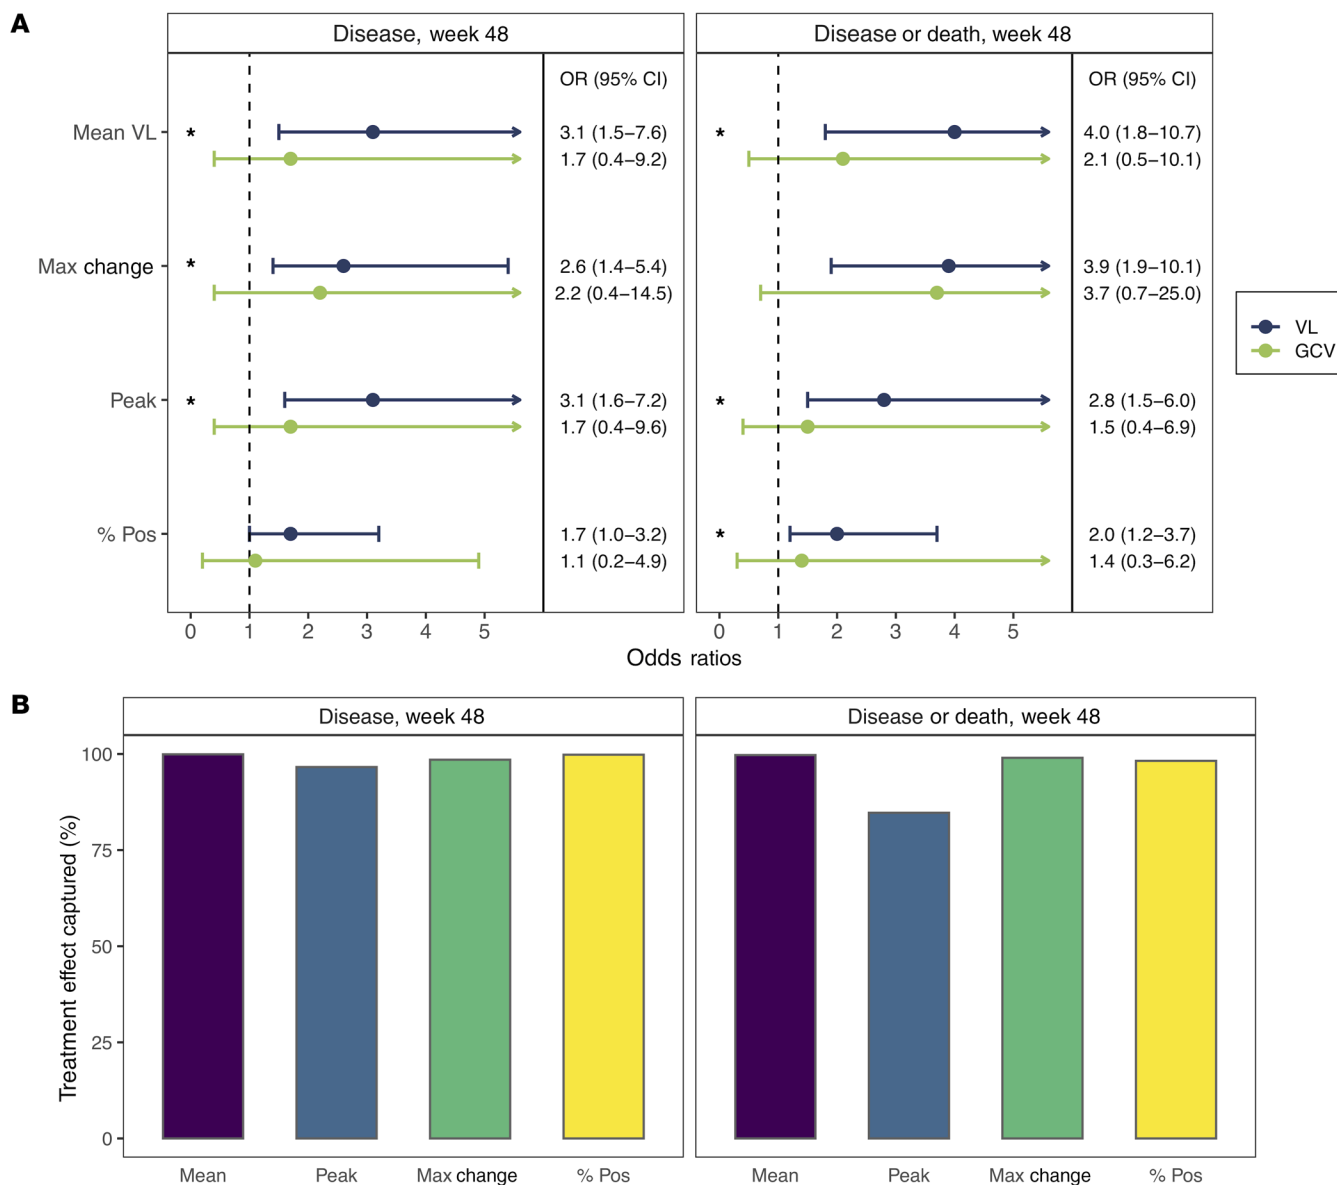 A
Disease, week 48
Disease or death, week 48
OR (95% CI)
OR (95% CI)
Mean VL
*
3.1 (1.5–7.6)
*
4.0 (1.8–10.7)
1.7 (0.4–9.2)
2.1 (0.5–10.1)
Max change
*
2.6 (1.4–5.4)
3.9 (1.9–10.1)
2.2 (0.4–14.5)
3.7 (0.7–25.0)
VL
GCV
Peak
*
3.1 (1.6–7.2)
*
2.8 (1.5–6.0)
1.7 (0.4–9.6)
1.5 (0.4–6.9)
% Pos
1.7 (1.0–3.2)
*
2.0 (1.2–3.7)
1.1 (0.2–4.9)
1.4 (0.3–6.2)
0 1 2 3 4 5
0 1 2 3 4 5
Odds ratios
B
Disease, week 48
Disease or death, week 48
Treatment effect captured (%)
100
75
50
25
0
Mean Peak Max change % Pos
Mean Peak Max change % Pos